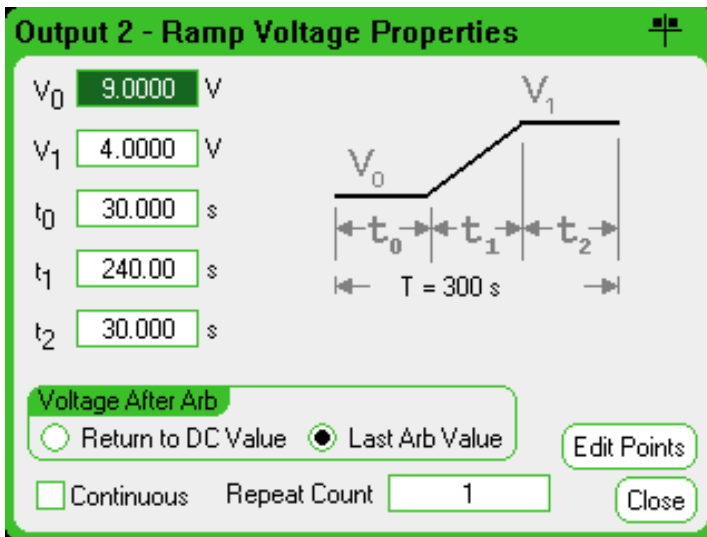 Output 2 - Ramp Voltage Properties
V0 9.0000 V
V1 4.0000 V
t0 30.000 s
t1 240.00 s
t2 30.000 s
V1
V0
t0 t1 t2
T = 300 s
Voltage After Arb
Return to DC Value Last Arb Value
Edit Points
Continuous Repeat Count 1
Close